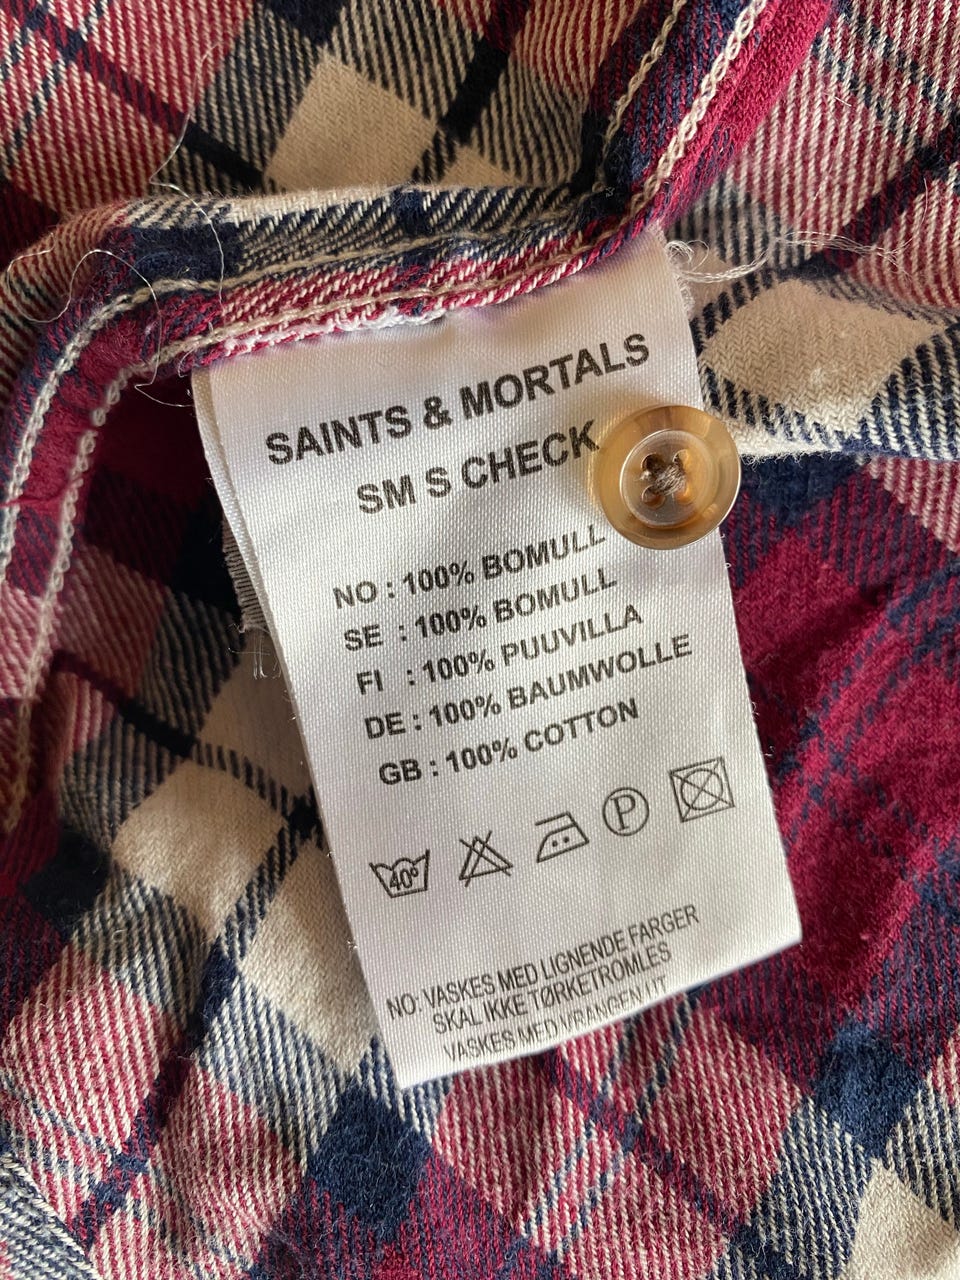 SAINTS & MORTALS
SM S CHECK
NO : 100% BOMULL
SE : 100% BOMULL
FI : 100% PUUVILLA
DE : 100% BAUMWOLLE
GB : 100% COTTON
40° P
NO: VASKES MED LIGNENDE FARGER
SKAL IKKE TØRKETROMLES
VASKES MED VRANGEN UT